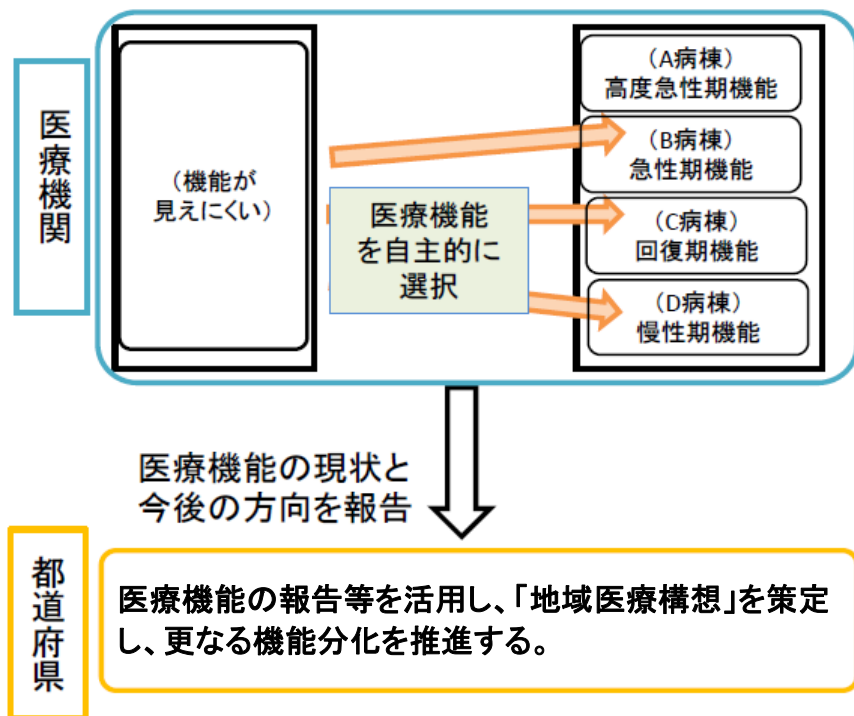 医療機関
(機能が
見えにくい)
医療機能
を自主的に
選択
(A病棟)
高度急性期機能
(B病棟)
急性期機能
(C病棟)
回復期機能
(D病棟)
慢性期機能
医療機能の現状と
今後の方向を報告
都道府県
医療機能の報告等を活用し、「地域医療構想」を策定
し、更なる機能分化を推進する。